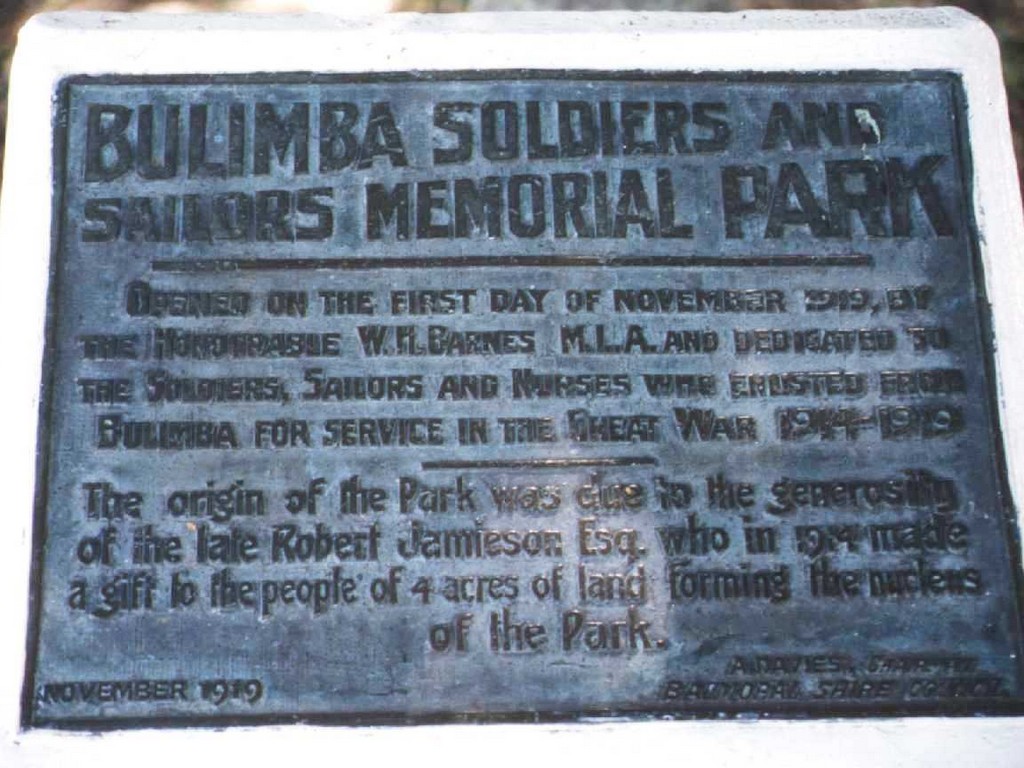 BULIMBA SOLDIERS AND
SAILORS MEMORIAL PARK
OPENED ON THE FIRST DAY OF NOVEMBER 1919, BY
THE HONOURABLE W.H.BARNES M.L.A. AND DEDICATED TO
THE SOLDIERS, SAILORS AND NURSES WHO ENLISTED FROM
BULIMBA FOR SERVICE IN THE GREAT WAR 1914-1919
The origin of the Park was due to the generosity
of the late Robert Jamieson Esq. who in 1914 made
a gift to the people of 4 acres of land forming the nucleus
of the Park.
NOVEMBER 1919
BALMORAL SHIRE COUNCIL